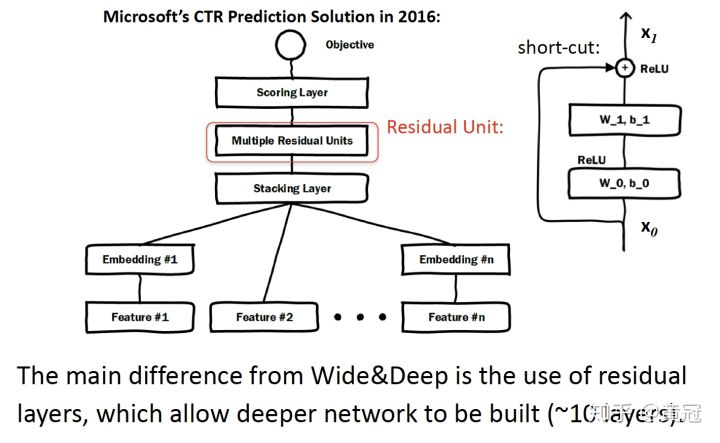 Microsoft's CTR Prediction Solution in 2016:
Objective
Scoring Layer
Multiple Residual Units
Residual Unit:
Stacking Layer
Embedding #1
Embedding #n
Feature #1
Feature #2
• • •
Feature #n
short-cut:
X1
+
ReLU
W_1, b_1
ReLU
W_0, b_0
X0
The main difference from Wide&Deep is the use of residual
layers, which allow deeper network to be built (~10 layers).
知乎 @黄冠